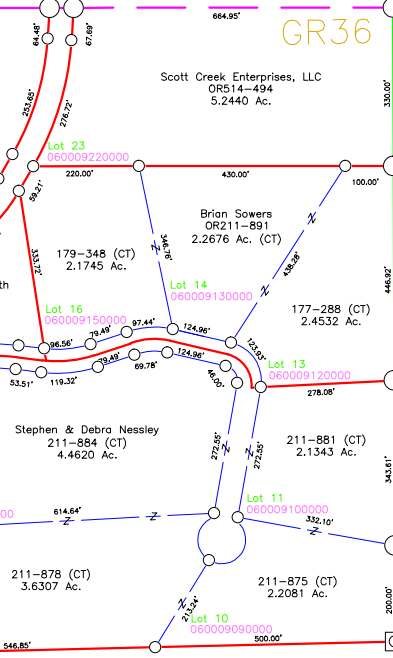 664.95'
GR36
64.48'
67.69'
Scott Creek Enterprises, LLC
OR514-494
5.2440 Ac.
330.00'
253.65'
276.72'
Lot 23
060009220000
220.00'
430.00'
100.00'
59.21'
Brian Sowers
OR211-891
2.2676 Ac. (CT)
346.76'
Z
Z
333.72'
179-348 (CT)
2.1745 Ac.
438.28'
446.92'
th
Lot 14
060009130000
Z
177-288 (CT)
2.4532 Ac.
Lot 16
060009150000
97.44'
79.49'
124.96'
96.56'
123.93'
124.96'
79.49'
69.78'
Lot 13
060009120000
53.51'
119.32'
46.00'
278.08'
Stephen & Debra Nessley
211-884 (CT)
4.4620 Ac.
272.55'
Z
272.55'
Z
211-881 (CT)
2.1343 Ac.
343.61'
Lot 11
060009100000
00
614.64'
Z
Z
332.10'
Z
211-878 (CT)
3.6307 Ac.
211-875 (CT)
2.2081 Ac.
200.00'
213.24'
Z
Lot 10
060009090000
546.85'
500.00'